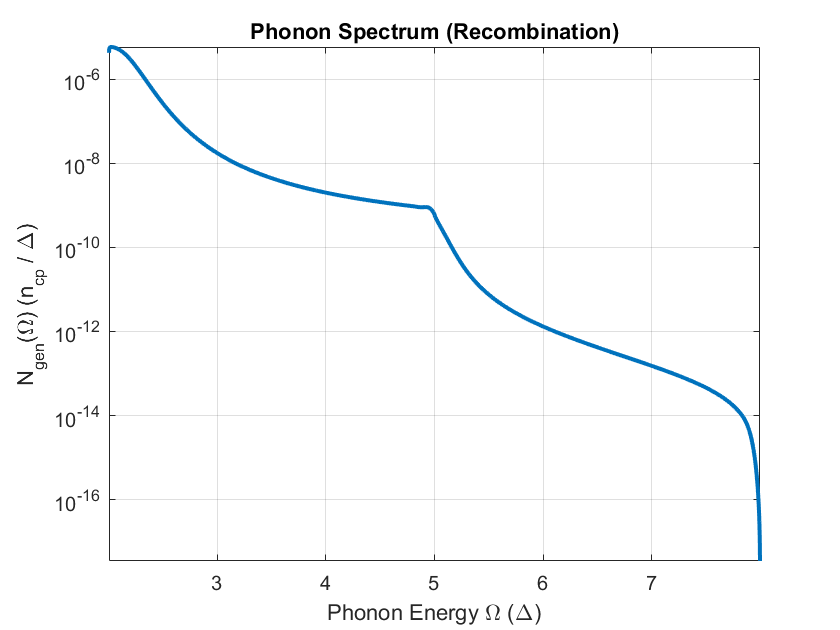 Phonon Spectrum (Recombination)
N_gen(Ω) (n_cp / Δ)
10^-6
10^-8
10^-10
10^-12
10^-14
10^-16
3 4 5 6 7
Phonon Energy Ω (Δ)